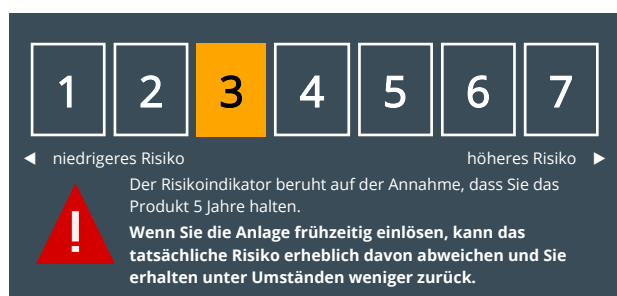 1 2 3 4 5 6 7
◄ niedrigeres Risiko höheres Risiko ►
Der Risikoindikator beruht auf der Annahme, dass Sie das
Produkt 5 Jahre halten.
Wenn Sie die Anlage frühzeitig einlösen, kann das
tatsächliche Risiko erheblich davon abweichen und Sie
erhalten unter Umständen weniger zurück.
!